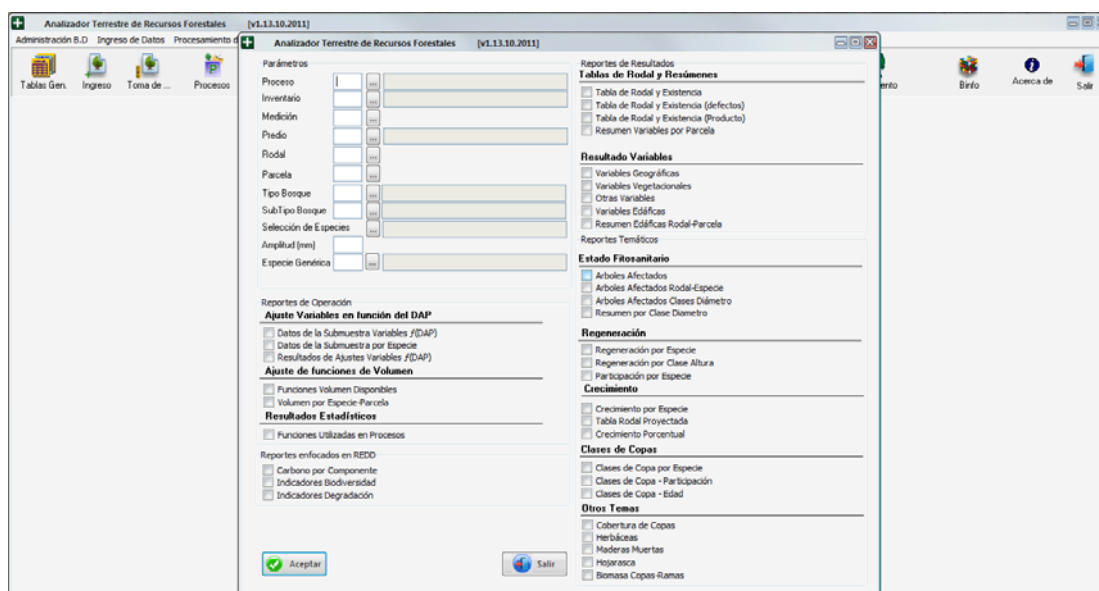 Analizador Terrestre de Recursos Forestales [v1.13.10.2011]
Administración B.D Ingreso de Datos Procesamiento d
Tablas Gen. Ingreso Toma de ... Procesos
ento Binfo Acerca de Salir
Analizador Terrestre de Recursos Forestales [v1.13.10.2011]
Parámetros
Proceso ...
Inventario ...
Medición ...
Predio ...
Rodal ...
Parcela ...
Tipo Bosque ...
SubTipo Bosque ...
Selección de Especies ...
Amplitud (mm)
Especie Genérica ...
Reportes de Operación
Ajuste Variables en función del DAP
Datos de la Submuestra Variables ƒ(DAP)
Datos de la Submuestra por Especie
Resultados de Ajustes Variables ƒ(DAP)
Ajuste de funciones de Volumen
Funciones Volumen Disponibles
Volumen por Especie-Parcela
Resultados Estadísticos
Funciones Utilizadas en Procesos
Reportes enfocados en REDD
Carbono por Componente
Indicadores Biodiversidad
Indicadores Degradación
Aceptar
Salir
Reportes de Resultados
Tablas de Rodal y Resúmenes
Tabla de Rodal y Existencia
Tabla de Rodal y Existencia (defectos)
Tabla de Rodal y Existencia (Producto)
Resumen Variables por Parcela
Resultado Variables
Variables Geográficas
Variables Vegetacionales
Otras Variables
Variables Edáficas
Resumen Edáficas Rodal-Parcela
Reportes Temáticos
Estado Fitosanitario
Arboles Afectados
Arboles Afectados Rodal-Especie
Arboles Afectados Clases Diámetro
Resumen por Clase Diametro
Regeneración
Regeneración por Especie
Regeneración por Clase Altura
Participación por Especie
Crecimiento
Crecimiento por Especie
Tabla Rodal Proyectada
Crecimiento Porcentual
Clases de Copas
Clases de Copa por Especie
Clases de Copa - Participación
Clases de Copa - Edad
Otros Temas
Cobertura de Copas
Herbáceas
Maderas Muertas
Hojarasca
Biomasa Copas-Ramas